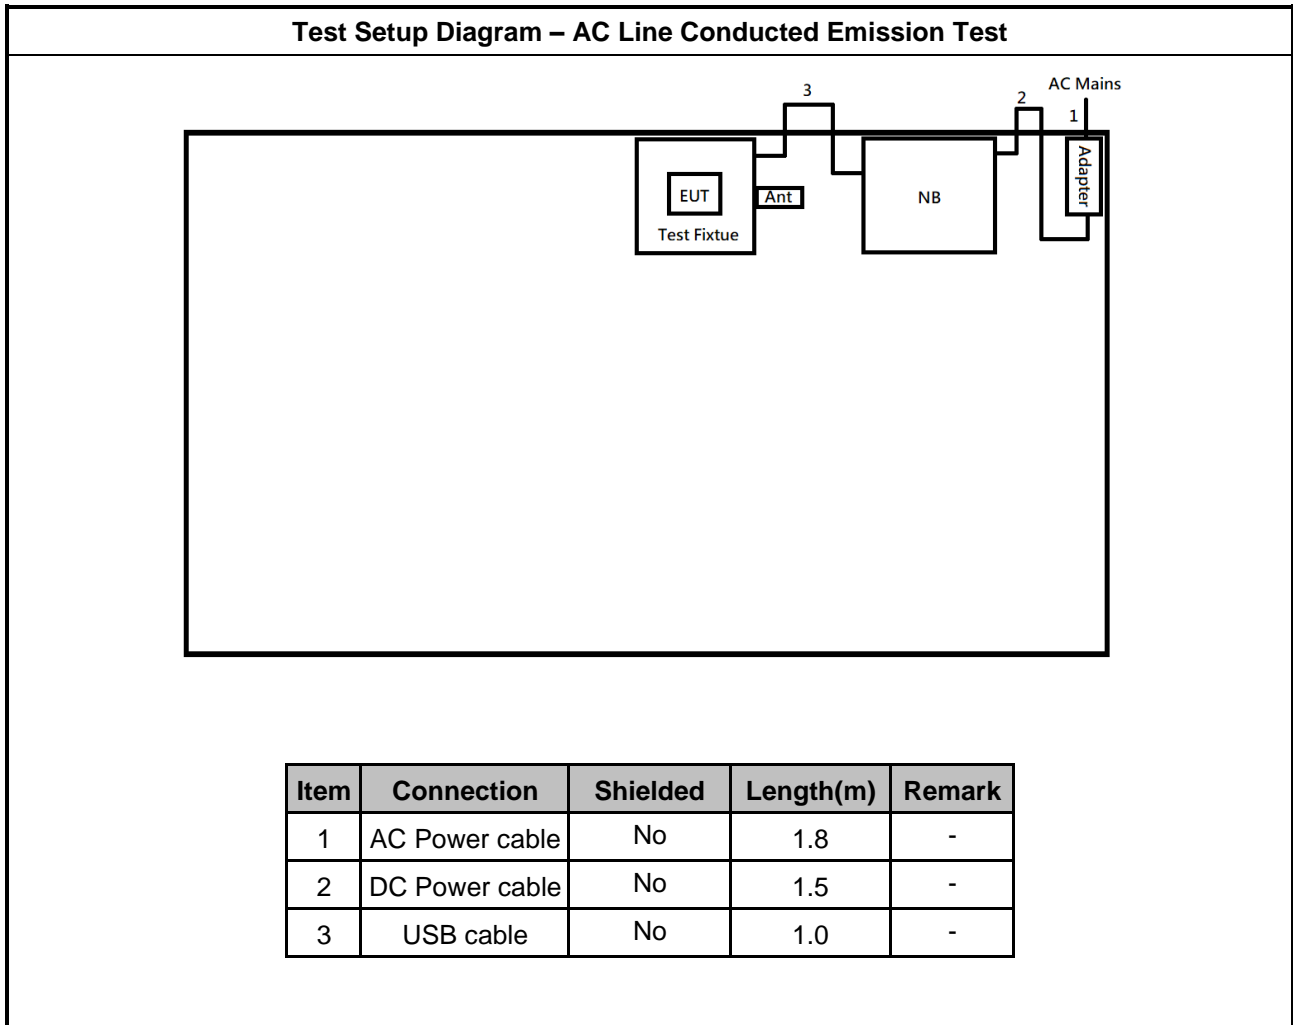 Test Setup Diagram – AC Line Conducted Emission Test
3
2
AC Mains
1
Adapter
EUT
Ant
NB
Test Fixtue
Item Connection Shielded Length(m) Remark
1 AC Power cable No 1.8 -
2 DC Power cable No 1.5 -
3 USB cable No 1.0 -